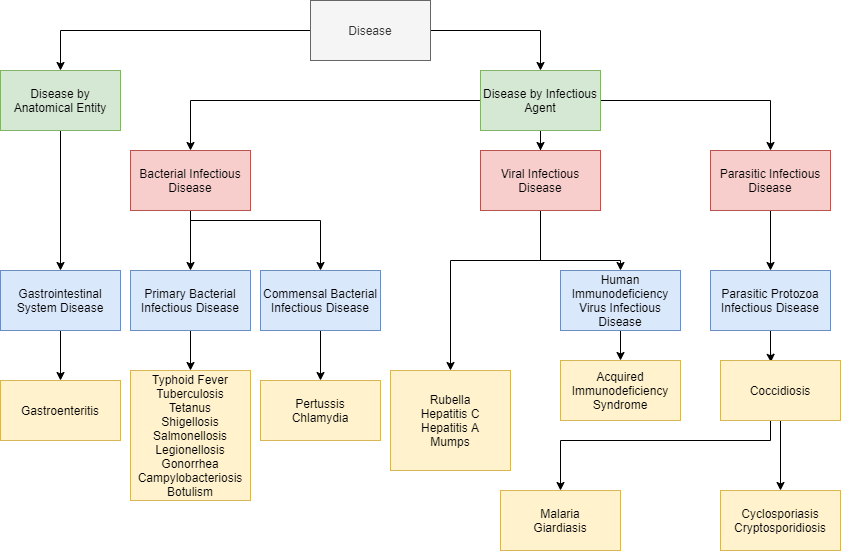 Disease
Disease by
Anatomical Entity
Disease by Infectious
Agent
Bacterial Infectious
Disease
Viral Infectious
Disease
Parasitic Infectious
Disease
Gastrointestinal
System Disease
Primary Bacterial
Infectious Disease
Commensal Bacterial
Infectious Disease
Human
Immunodeficiency
Virus Infectious
Disease
Parasitic Protozoa
Infectious Disease
Gastroenteritis
Typhoid Fever
Tuberculosis
Tetanus
Shigellosis
Salmonellosis
Legionellosis
Gonorrhea
Campylobacteriosis
Botulism
Pertussis
Chlamydia
Rubella
Hepatitis C
Hepatitis A
Mumps
Acquired
Immunodeficiency
Syndrome
Coccidiosis
Malaria
Giardiasis
Cyclosporiasis
Cryptosporidiosis